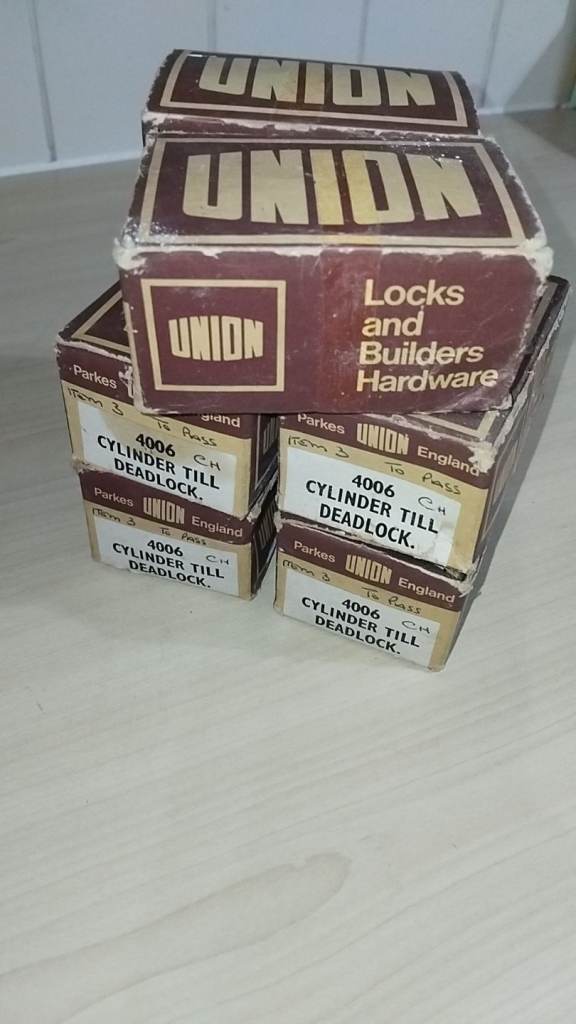 UNION
UNION
UNION
Locks
and
Builders
Hardware
Parkes
gland
Item 3 To Pass
4006 CH
CYLINDER TILL
DEADLOCK.
Parkes UNION England
Item 3 To Pass
4006 CH
CYLINDER TILL
DEADLOCK.
Parkes UNION England
Item 3 To Pass
4006 CH
CYLINDER TILL
DEADLOCK.
Parkes UNION England
Item 3 To Pass
4006 CH
CYLINDER TILL
DEADLOCK.